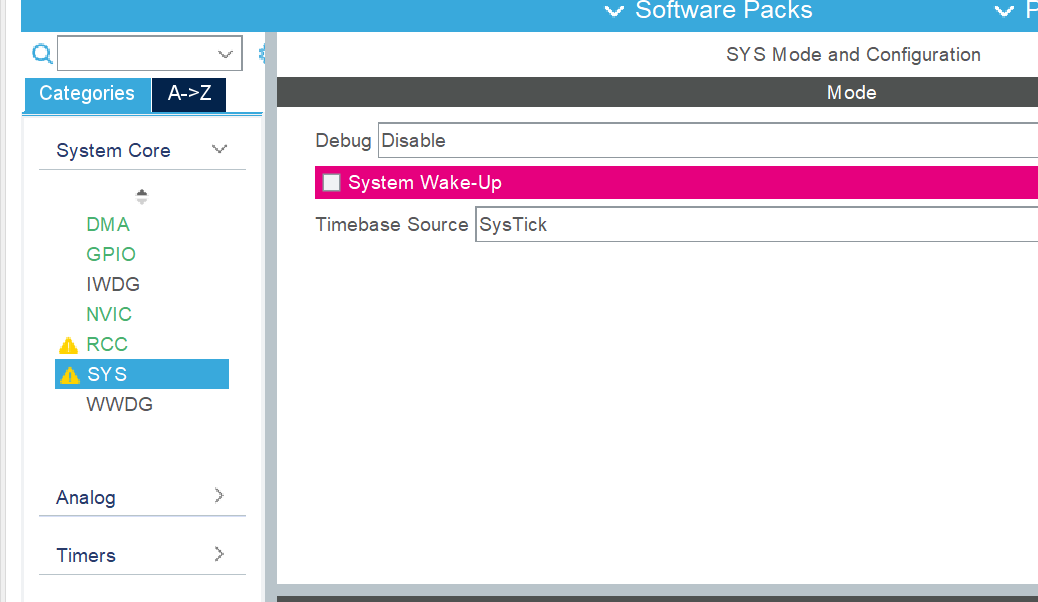 Software Packs
P
SYS Mode and Configuration
Categories
A->Z
Mode
System Core
Debug Disable
System Wake-Up
Timebase Source SysTick
DMA
GPIO
IWDG
NVIC
RCC
SYS
WWDG
Analog
Timers